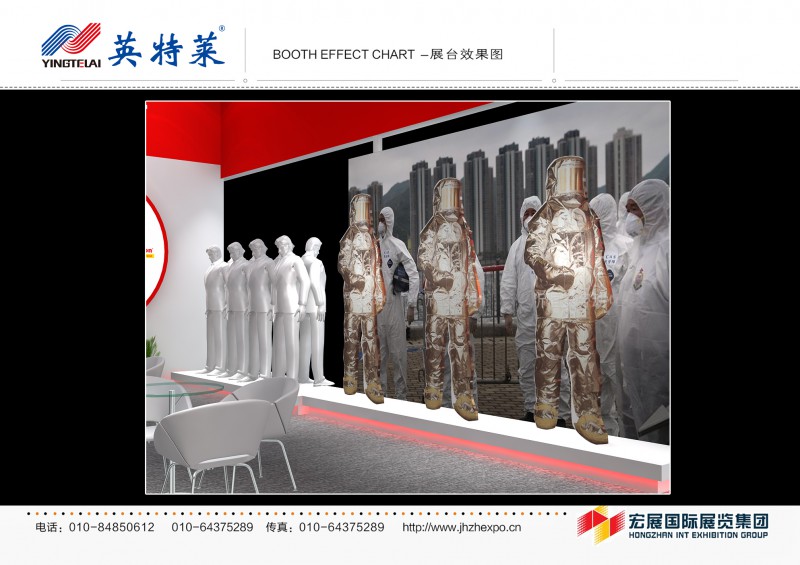 YINGTELAI
英特莱®
BOOTH EFFECT CHART –展台效果图
电话：010-84850612 010-64375289 传真：010-64375289 http://www.jhzhexpo.cn
宏展国际展览集团
HONGZHAN INT EXHIBITION GROUP